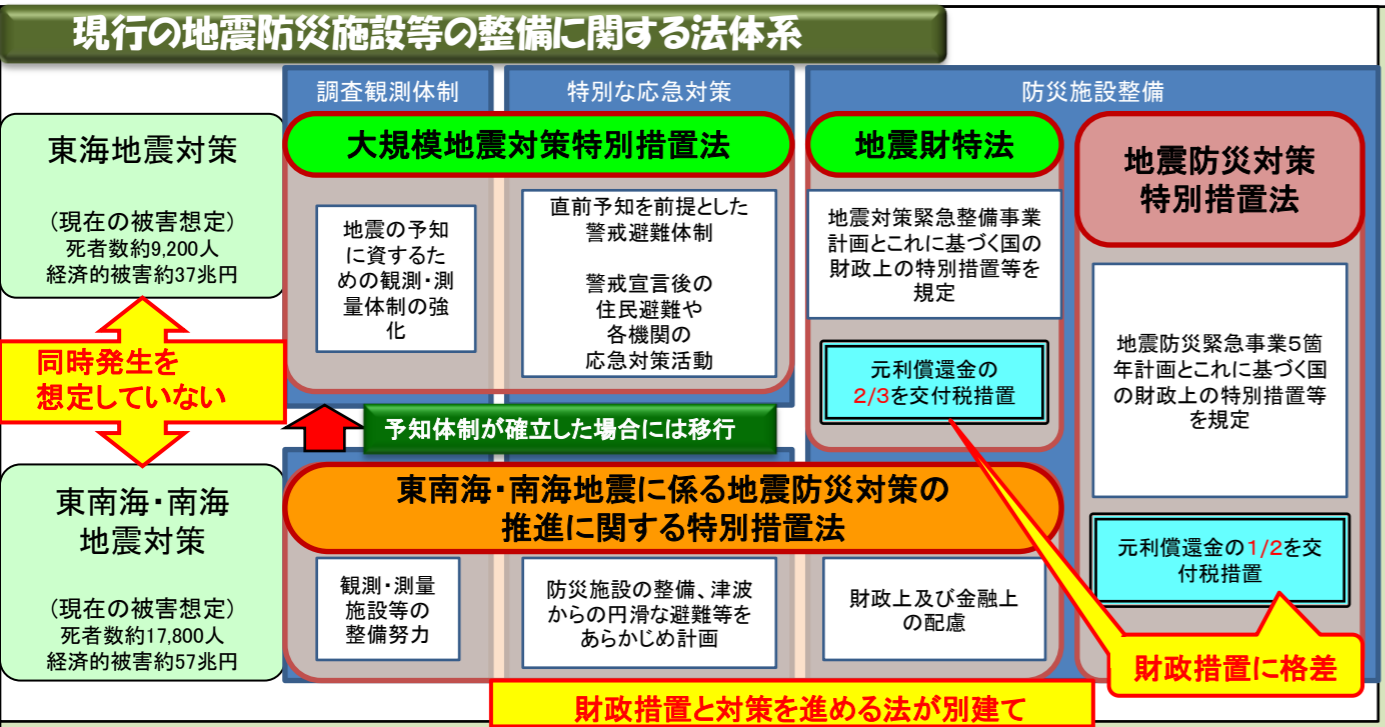 現行の地震防災施設等の整備に関する法体系
調査観測体制
特別な応急対策
防災施設整備
東海地震対策
(現在の被害想定)
死者数約9,200人
経済的被害約37兆円
大規模地震対策特別措置法
地震の予知
に資するた
めの観測・測
量体制の強
化
直前予知を前提とした
警戒避難体制
警戒宣言後の
住民避難や
各機関の
応急対策活動
地震財特法
地震対策緊急整備事業
計画とこれに基づく国の
財政上の特別措置等を
規定
元利償還金の
2/3を交付税措置
地震防災対策
特別措置法
地震防災緊急事業5箇
年計画とこれに基づく国
の財政上の特別措置等
を規定
元利償還金の1/2を交
付税措置
同時発生を
想定していない
予知体制が確立した場合には移行
東南海・南海
地震対策
(現在の被害想定)
死者数約17,800人
経済的被害約57兆円
東南海・南海地震に係る地震防災対策の
推進に関する特別措置法
観測・測量
施設等の
整備努力
防災施設の整備、津波
からの円滑な避難等を
あらかじめ計画
財政上及び金融上
の配慮
財政措置に格差
財政措置と対策を進める法が別建て